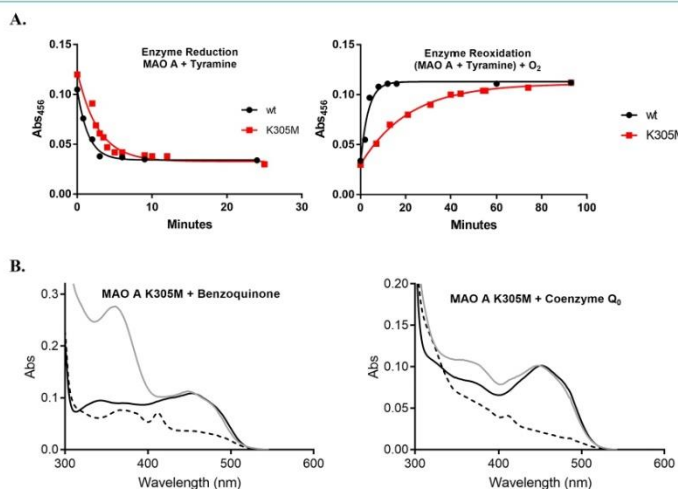 A.
Enzyme Reduction
MAO A + Tyramine
Abs456
0.15
0.10
0.05
0.00
0
10
20
30
Minutes
wt
K305M
Enzyme Reoxidation
(MAO A + Tyramine) + O2
Abs456
0.15
0.10
0.05
0.00
0
20
40
60
80
100
Minutes
wt
K305M
B.
MAO A K305M + Benzoquinone
Abs
0.3
0.2
0.1
0.0
300
400
500
600
Wavelength (nm)
MAO A K305M + Coenzyme Q0
Abs
0.20
0.15
0.10
0.05
0.00
300
400
500
600
Wavelength (nm)